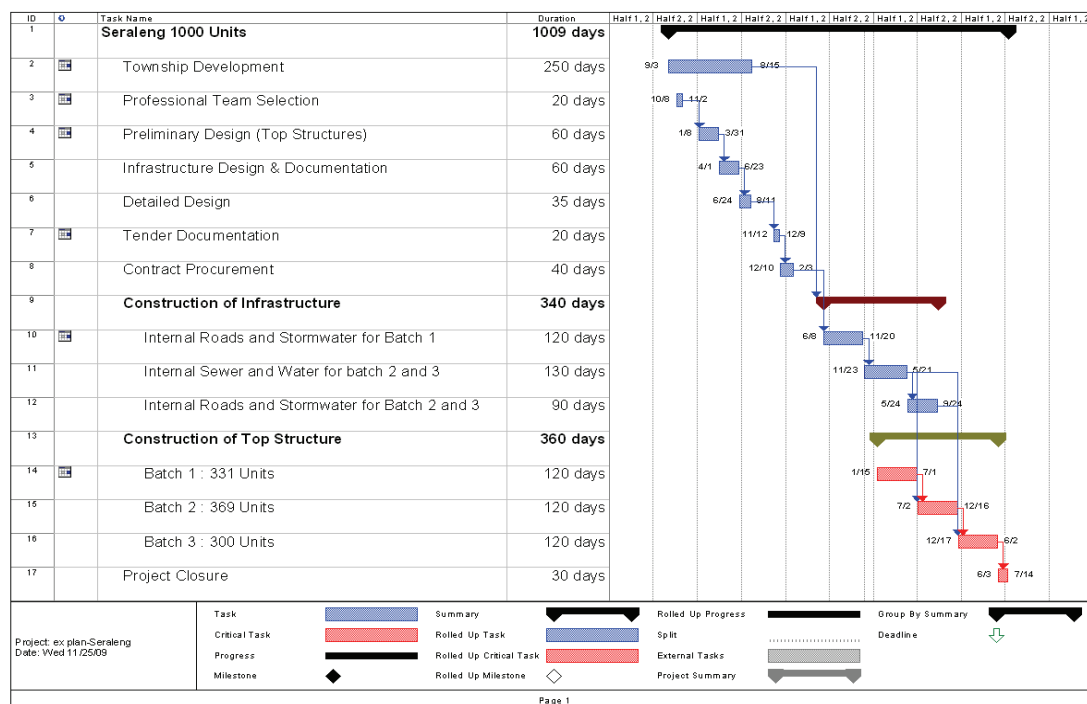 ID Task Name Duration Half 1, 2 Half 2, 2 Half 1, 2 Half 2, 2 Half 1, 2 Half 2, 2 Half 1, 2 Half 2, 2 Half 1, 2 Half 2, 2 Half 1, 2
1 Seraleng 1000 Units 1009 days
2 Township Development 250 days 9/3 8/15
3 Professional Team Selection 20 days 10/8 11/2
4 Preliminary Design (Top Structures) 60 days 1/8 3/31
5 Infrastructure Design & Documentation 60 days 4/1 6/23
6 Detailed Design 35 days 6/24 8/11
7 Tender Documentation 20 days 11/12 12/9
8 Contract Procurement 40 days 12/10 2/3
9 Construction of Infrastructure 340 days
10 Internal Roads and Stormwater for Batch 1 120 days 6/8 11/20
11 Internal Sewer and Water for batch 2 and 3 130 days 11/23 5/21
12 Internal Roads and Stormwater for Batch 2 and 3 90 days 5/24 9/24
13 Construction of Top Structure 360 days
14 Batch 1 : 331 Units 120 days 1/15 7/1
15 Batch 2 : 369 Units 120 days 7/2 12/16
16 Batch 3 : 300 Units 120 days 12/17 6/2
17 Project Closure 30 days 6/3 7/14
Project: ex plan-Seraleng
Date: Wed 11/25/09
Task Summary Rolled Up Progress Group By Summary
Critical Task Rolled Up Task Split Deadline
Progress Rolled Up Critical Task External Tasks
Milestone Rolled Up Milestone Project Summary
Page 1